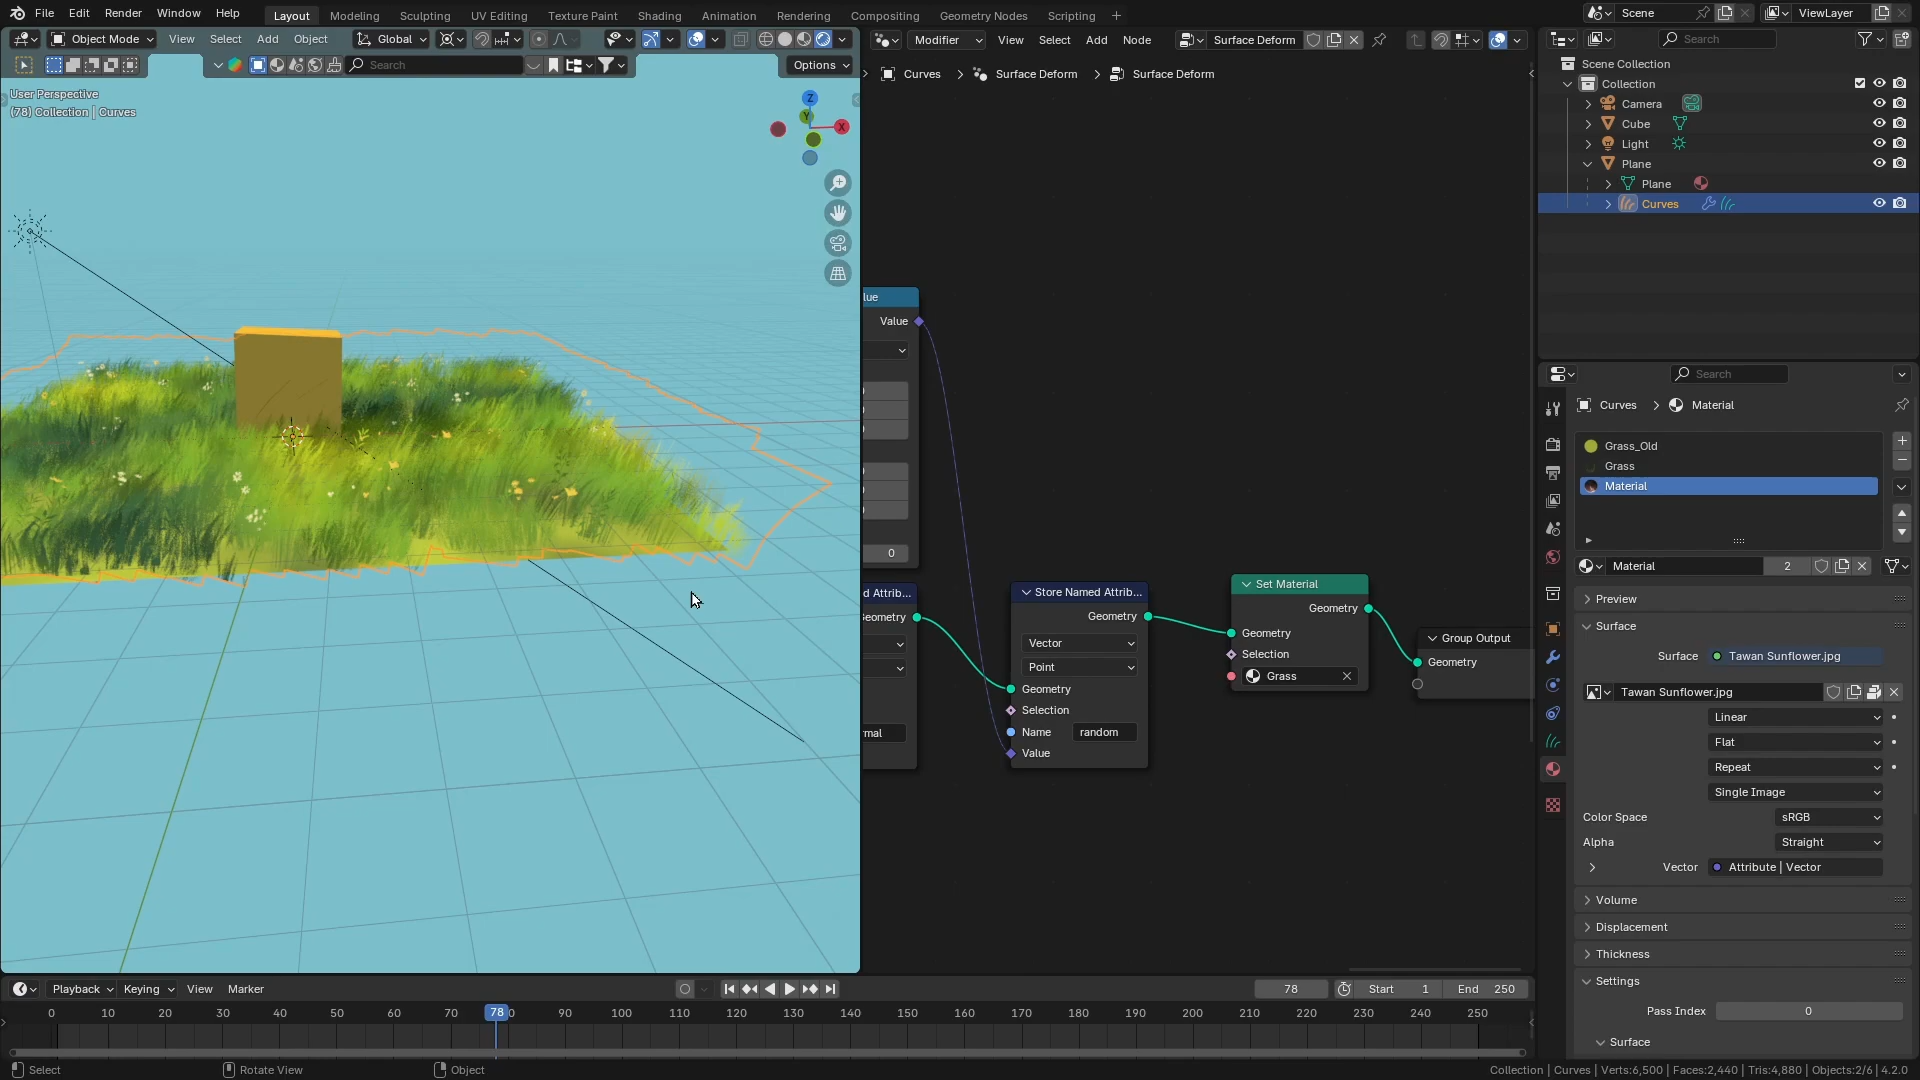 File Edit Render Window Help
Layout Modeling Sculpting UV Editing Texture Paint Shading Animation Rendering Compositing Geometry Nodes Scripting +
Scene
ViewLayer
Object Mode View Select Add Object Global
Search
Options
User Perspective
(78) Collection | Curves
Z
Y
X
Modifier View Select Add Node Surface Deform
Curves > Surface Deform > Surface Deform
lue
Value
0
d Attrib...
Geometry
rmal
Store Named Attrib...
Geometry
Vector
Point
Geometry
Selection
Name random
Value
Set Material
Geometry
Geometry
Selection
Grass
Group Output
Geometry
Search
Scene Collection
Collection
Camera
Cube
Light
Plane
Plane
Curves
Search
Curves > Material
Grass_Old
Grass
Material
Material 2
Preview
Surface
Surface Tawan Sunflower.jpg
Tawan Sunflower.jpg
Linear
Flat
Repeat
Single Image
Color Space sRGB
Alpha Straight
Vector Attribute | Vector
Volume
Displacement
Thickness
Settings
Pass Index 0
Surface
Playback Keying View Marker
78 Start 1 End 250
0 10 20 30 40 50 60 70 78 0 90 100 110 120 130 140 150 160 170 180 190 200 210 220 230 240 250
Select Rotate View Object
Collection | Curves | Verts:6,500 | Faces:2,440 | Tris:4,880 | Objects:2/6 | 4.2.0